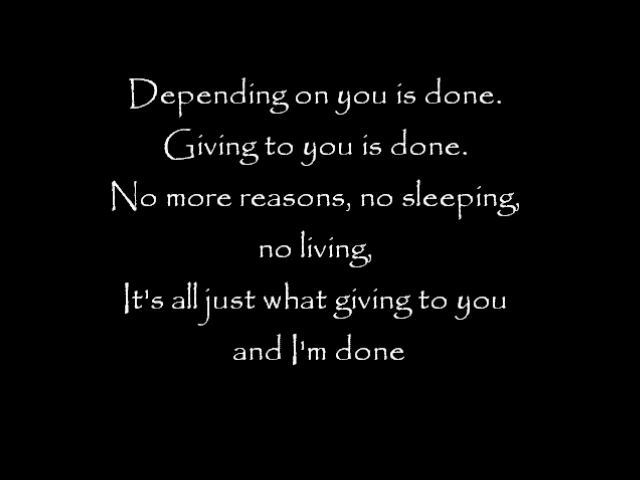 Depending on you is done.
Giving to you is done.
No more reasons, no sleeping,
no living,
It's all just what giving to you
and I'm done